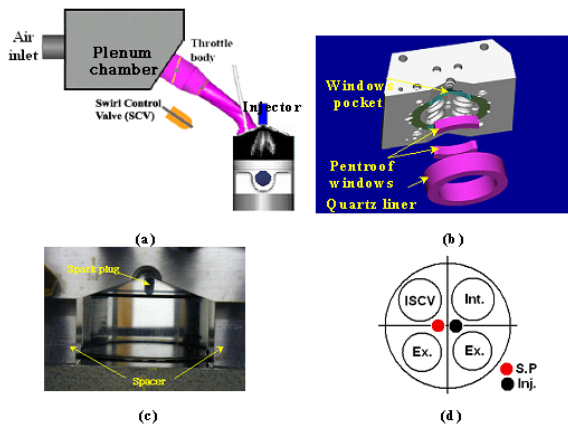 Air
inlet
Plenum
chamber
Throttle
body
Swirl Control
Valve (SCV)
Injector
(a)
Windows
pocket
Pentroof
windows
Quartz liner
(b)
Spark plug
Spacer
(c)
ISCV
Int.
Ex.
Ex.
S.P
Inj.
(d)